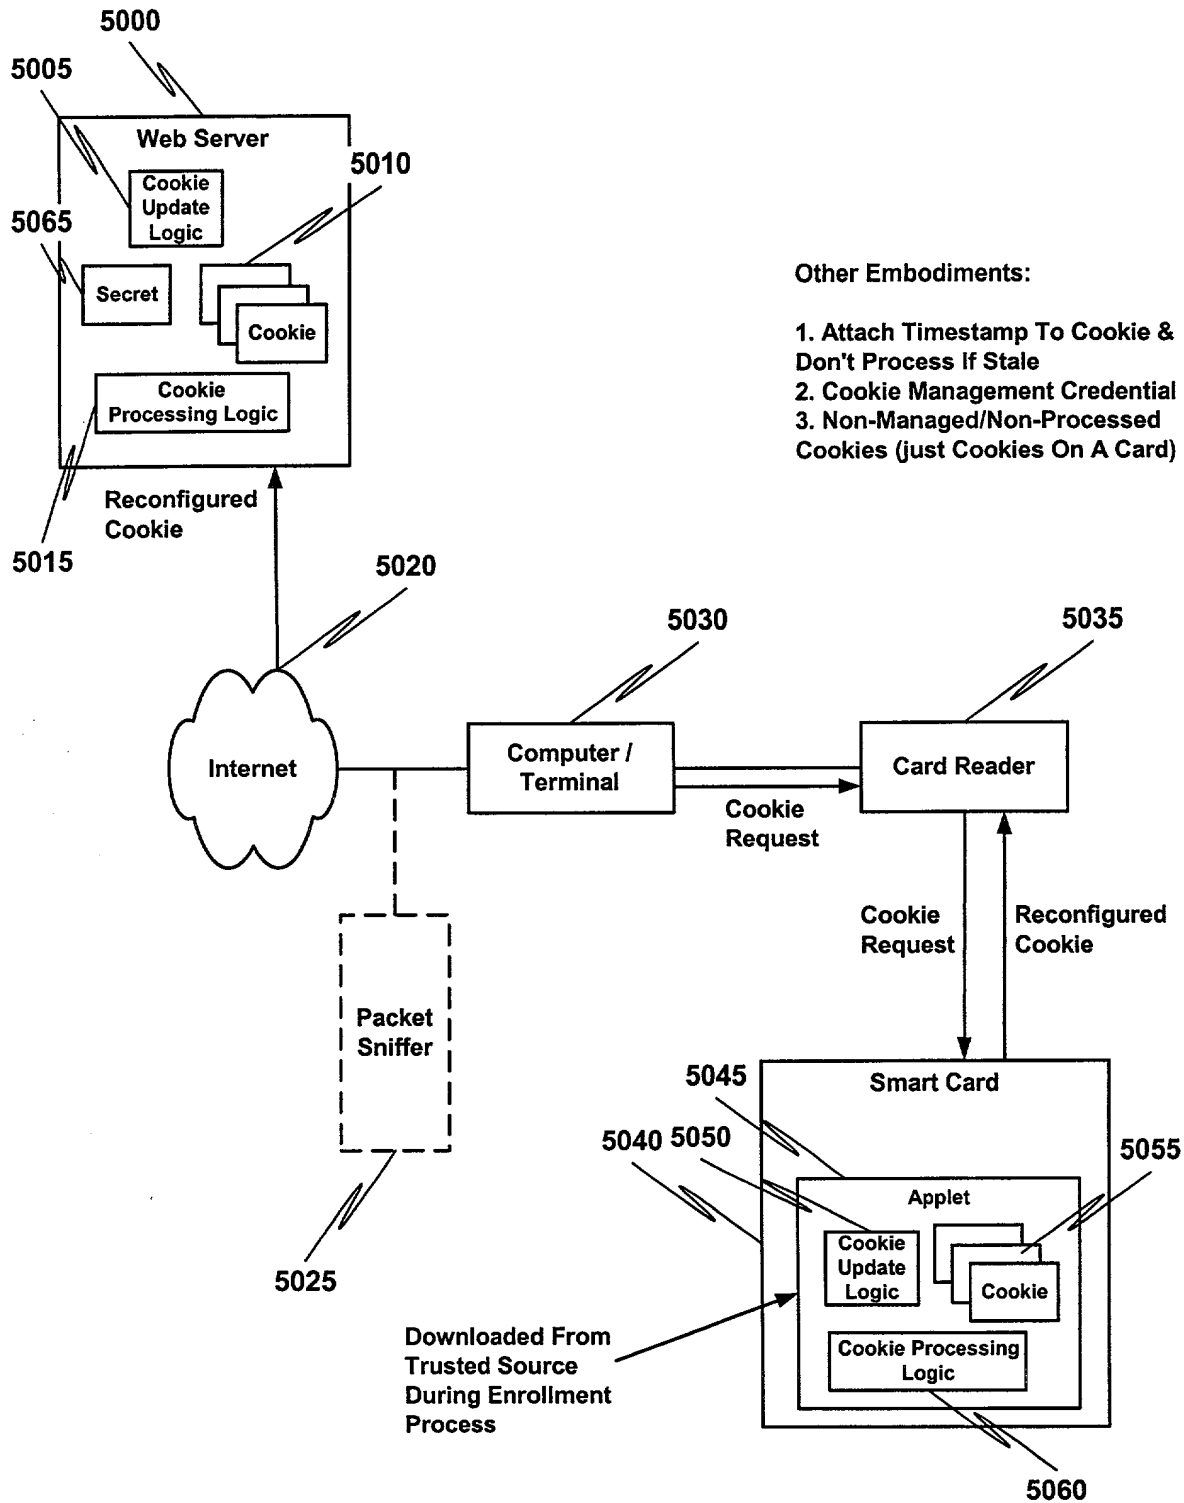 5000
5005
Web Server
5010
Cookie
Update
Logic
5065
Secret
Cookie
Cookie
Processing Logic
Other Embodiments:
1. Attach Timestamp To Cookie &
Don't Process If Stale
2. Cookie Management Credential
3. Non-Managed/Non-Processed
Cookies (just Cookies On A Card)
Reconfigured
Cookie
5015
5020
5030
5035
Internet
Computer /
Terminal
Card Reader
Cookie
Request
Cookie
Request
Reconfigured
Cookie
Packet
Sniffer
5045
Smart Card
5040
5050
5055
Applet
5025
Cookie
Update
Logic
Cookie
Downloaded From
Trusted Source
During Enrollment
Process
Cookie Processing
Logic
5060